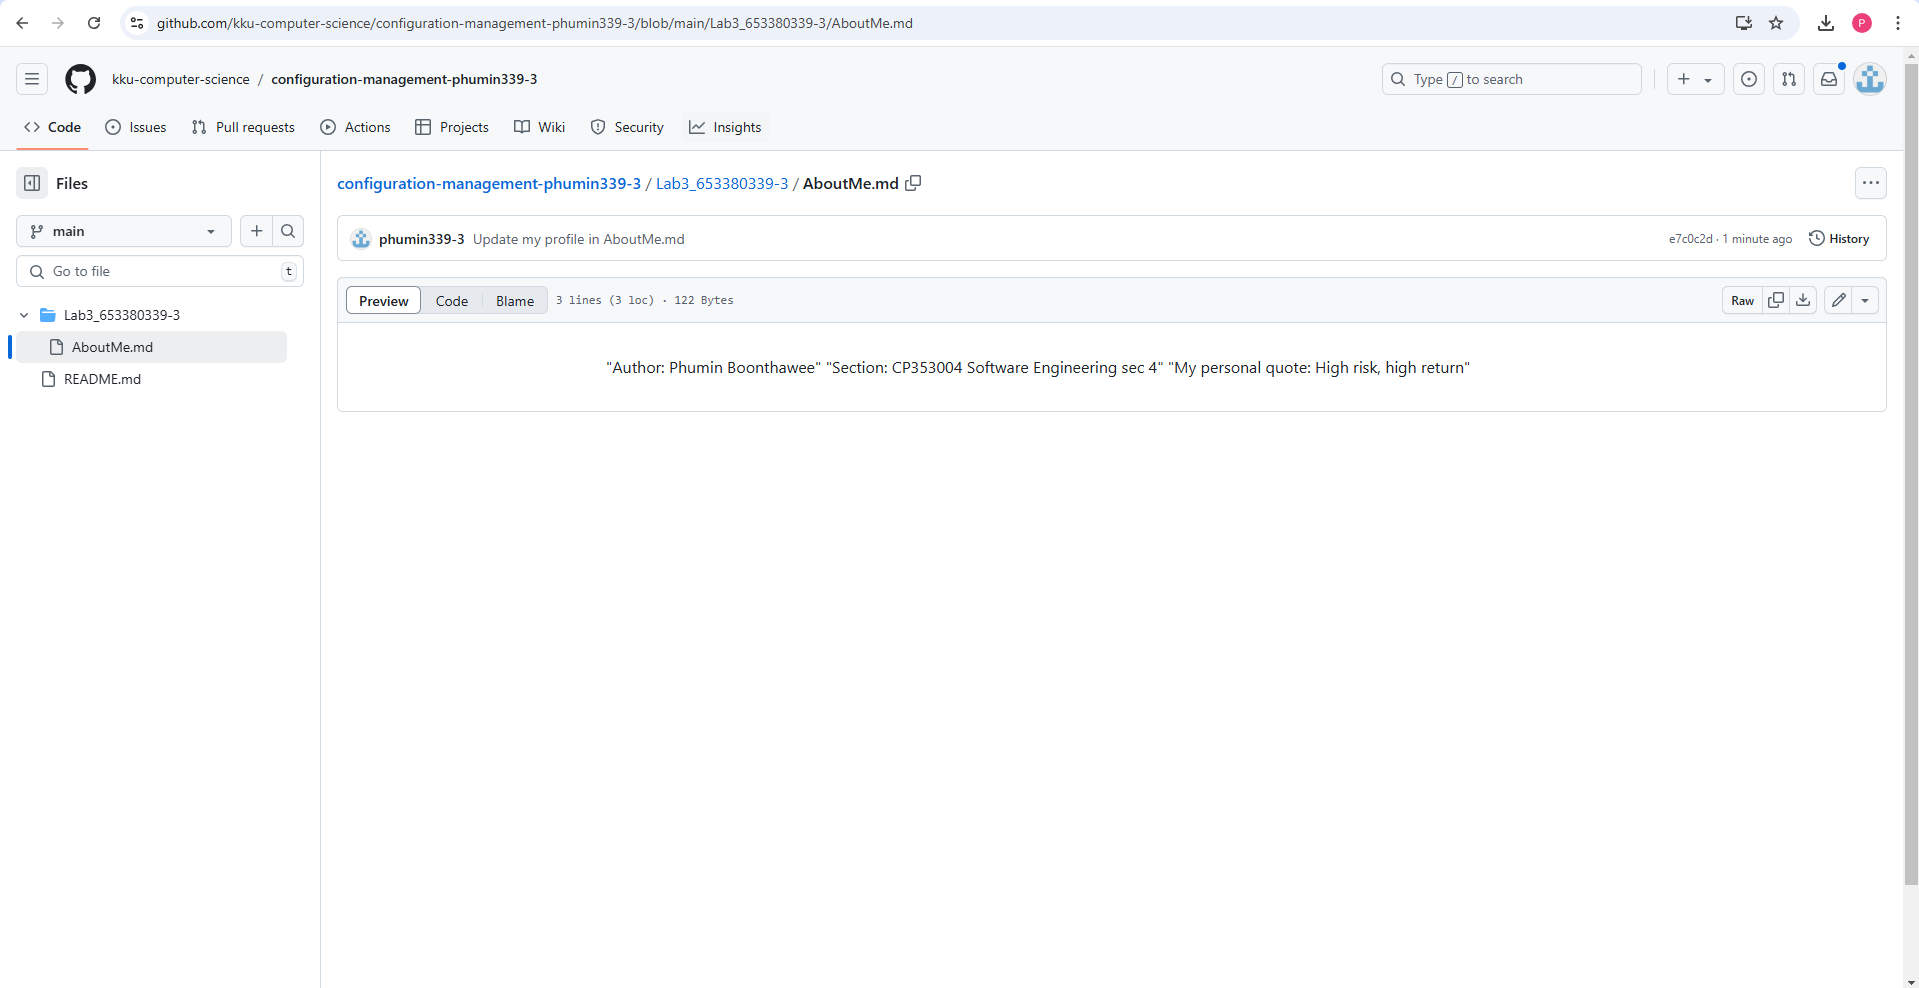 github.com/kku-computer-science/configuration-management-phumin339-3/blob/main/Lab3_653380339-3/AboutMe.md
P
kku-computer-science / configuration-management-phumin339-3
Type / to search
Code Issues Pull requests Actions Projects Wiki Security Insights
Files
configuration-management-phumin339-3 / Lab3_653380339-3 / AboutMe.md
main
phumin339-3 Update my profile in AboutMe.md
e7c0c2d · 1 minute ago History
Go to file t
Preview Code Blame 3 lines (3 loc) · 122 Bytes
Raw
Lab3_653380339-3
AboutMe.md
README.md
"Author: Phumin Boonthawee" "Section: CP353004 Software Engineering sec 4" "My personal quote: High risk, high return"